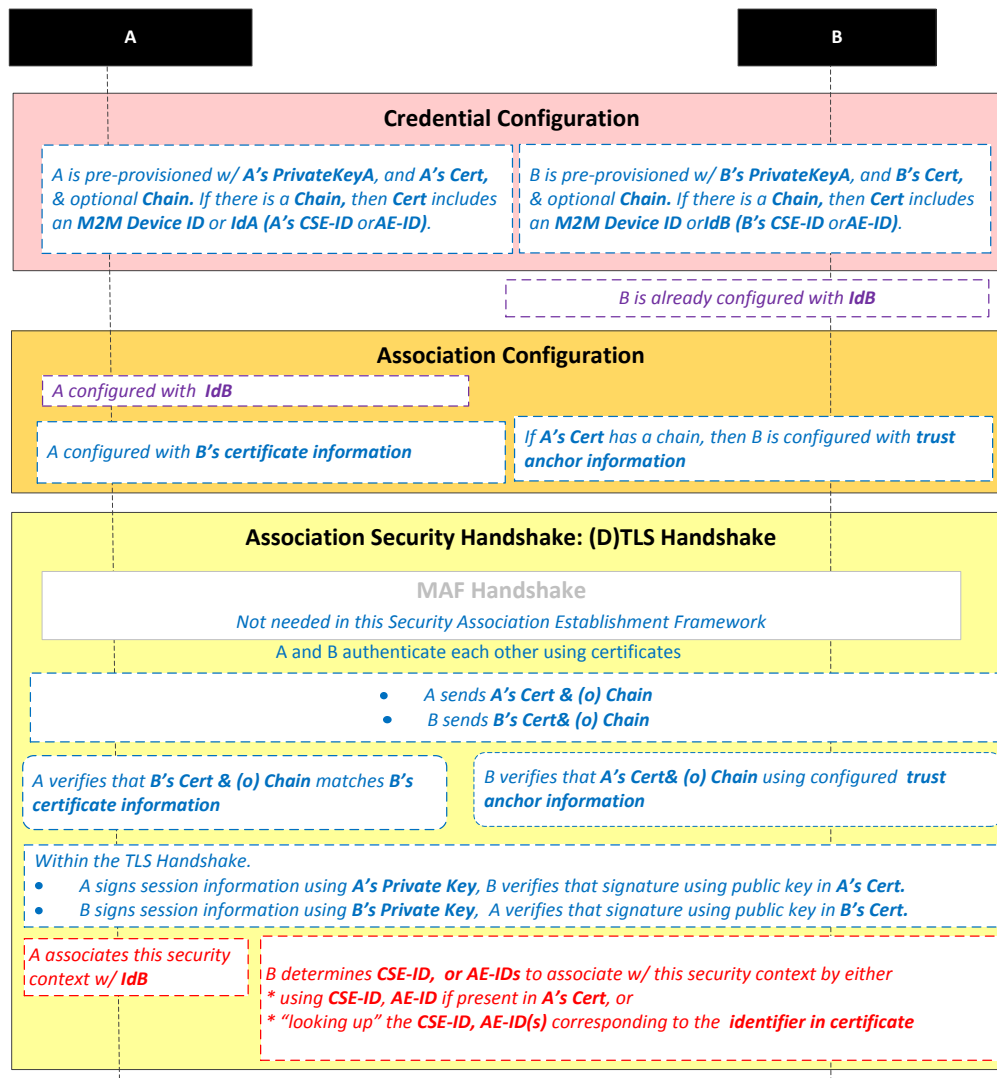 A
B
Credential Configuration
A is pre-provisioned w/ A's PrivateKeyA, and A's Cert,
& optional Chain. If there is a Chain, then Cert includes
an M2M Device ID or IdA (A's CSE-ID orAE-ID).
B is pre-provisioned w/ B's PrivateKeyA, and B's Cert,
& optional Chain. If there is a Chain, then Cert includes
an M2M Device ID orIdB (B's CSE-ID orAE-ID).
B is already configured with IdB
Association Configuration
A configured with IdB
A configured with B's certificate information
If A's Cert has a chain, then B is configured with trust
anchor information
Association Security Handshake: (D)TLS Handshake
MAF Handshake
Not needed in this Security Association Establishment Framework
A and B authenticate each other using certificates
• A sends A's Cert & (o) Chain
• B sends B's Cert& (o) Chain
A verifies that B's Cert & (o) Chain matches B's
certificate information
B verifies that A's Cert& (o) Chain using configured trust
anchor information
Within the TLS Handshake.
• A signs session information using A's Private Key, B verifies that signature using public key in A's Cert.
• B signs session information using B's Private Key, A verifies that signature using public key in B's Cert.
A associates this security
context w/ IdB
B determines CSE-ID, or AE-IDs to associate w/ this security context by either
* using CSE-ID, AE-ID if present in A's Cert, or
* “looking up” the CSE-ID, AE-ID(s) corresponding to the identifier in certificate